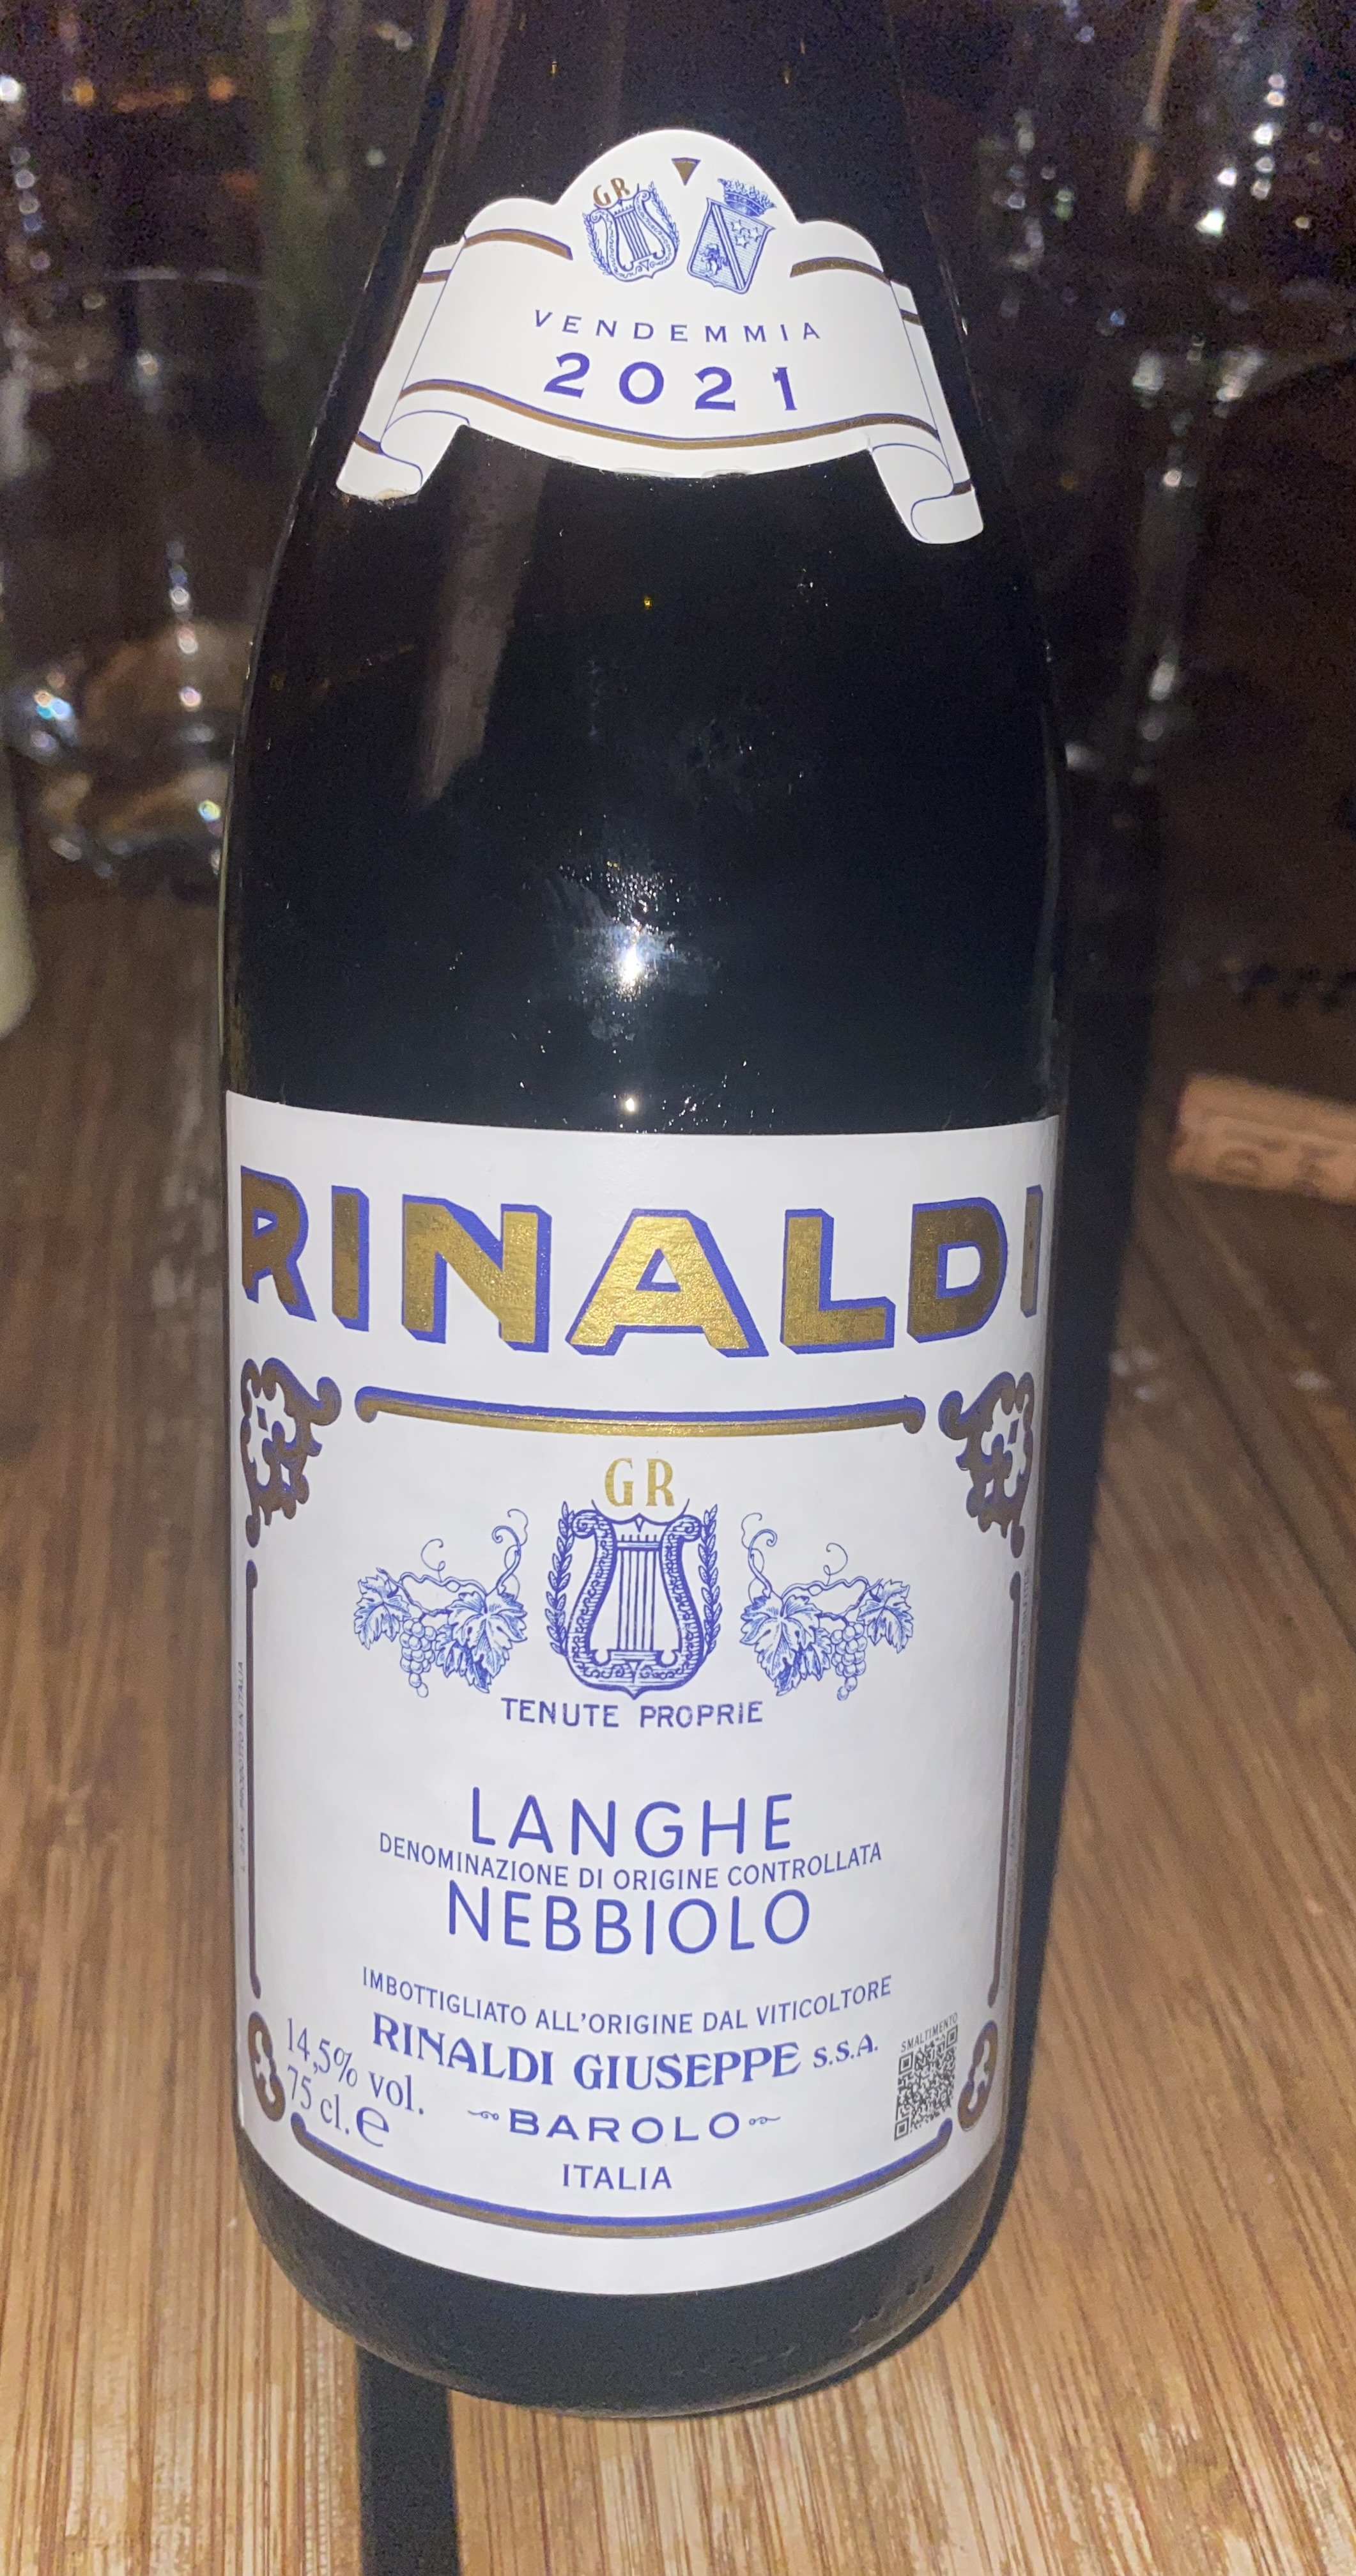 GR
VENDEMMIA
2021
RINALDI
GR
TENUTE PROPRIE
LANGHE
DENOMINAZIONE DI ORIGINE CONTROLLATA
NEBBIOLO
IMBOTTIGLIATO ALL'ORIGINE DAL VITICOLTORE
RINALDI GIUSEPPE S.S.A.
14,5% vol.
75 cl. e
BAROLO
ITALIA
SMALTIMENTO